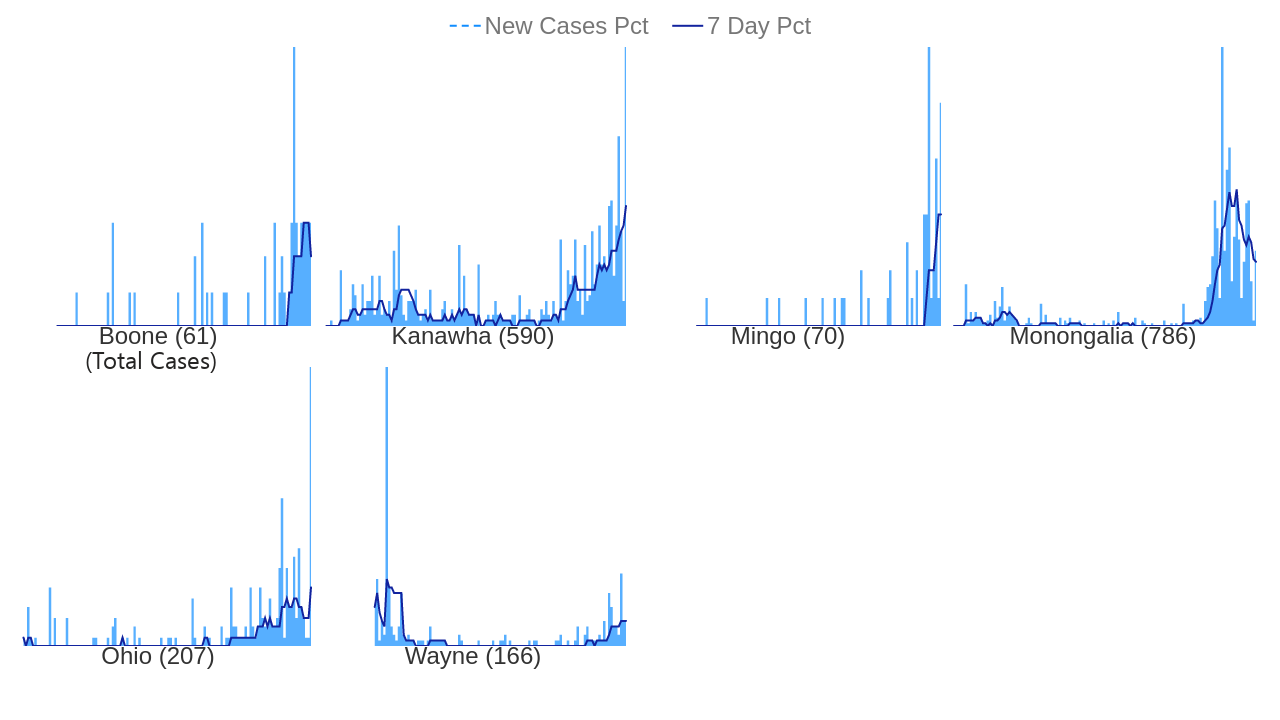 New Cases Pct 7 Day Pct
Boone (61)
(Total Cases)
Kanawha (590)
Mingo (70)
Monongalia (786)
Ohio (207)
Wayne (166)